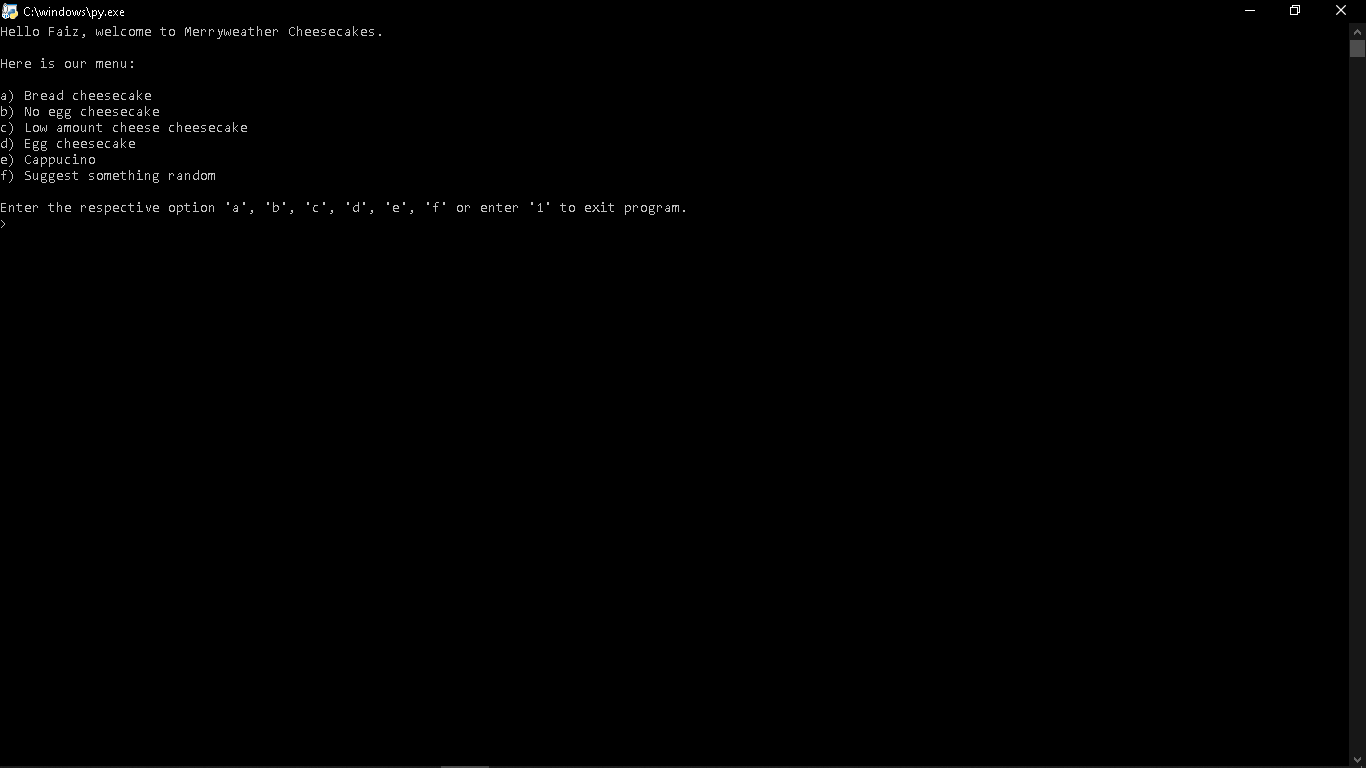 C:\windows\py.exe
Hello Faiz, welcome to Merryweather Cheesecakes.
Here is our menu:
a) Bread cheesecake
b) No egg cheesecake
c) Low amount cheese cheesecake
d) Egg cheesecake
e) Cappucino
f) Suggest something random
Enter the respective option 'a', 'b', 'c', 'd', 'e', 'f' or enter '1' to exit program.
>